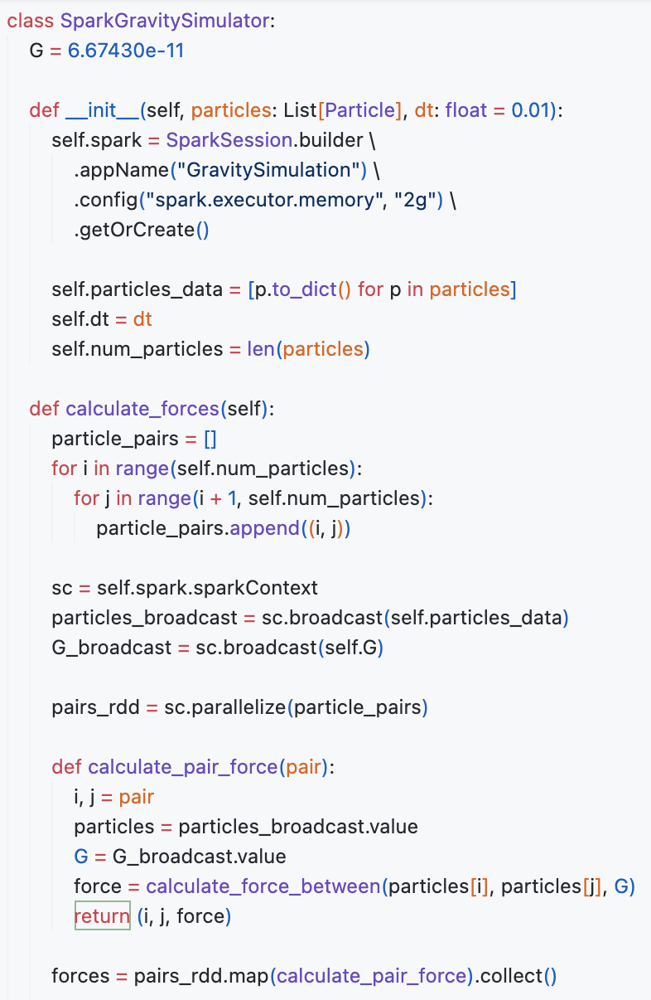 class SparkGravitySimulator:
    G = 6.67430e-11

    def __init__(self, particles: List[Particle], dt: float = 0.01):
        self.spark = SparkSession.builder \
            .appName("GravitySimulation") \
            .config("spark.executor.memory", "2g") \
            .getOrCreate()

        self.particles_data = [p.to_dict() for p in particles]
        self.dt = dt
        self.num_particles = len(particles)

    def calculate_forces(self):
        particle_pairs = []
        for i in range(self.num_particles):
            for j in range(i + 1, self.num_particles):
                particle_pairs.append((i, j))

        sc = self.spark.sparkContext
        particles_broadcast = sc.broadcast(self.particles_data)
        G_broadcast = sc.broadcast(self.G)

        pairs_rdd = sc.parallelize(particle_pairs)

        def calculate_pair_force(pair):
            i, j = pair
            particles = particles_broadcast.value
            G = G_broadcast.value
            force = calculate_force_between(particles[i], particles[j], G)
            return (i, j, force)

        forces = pairs_rdd.map(calculate_pair_force).collect()